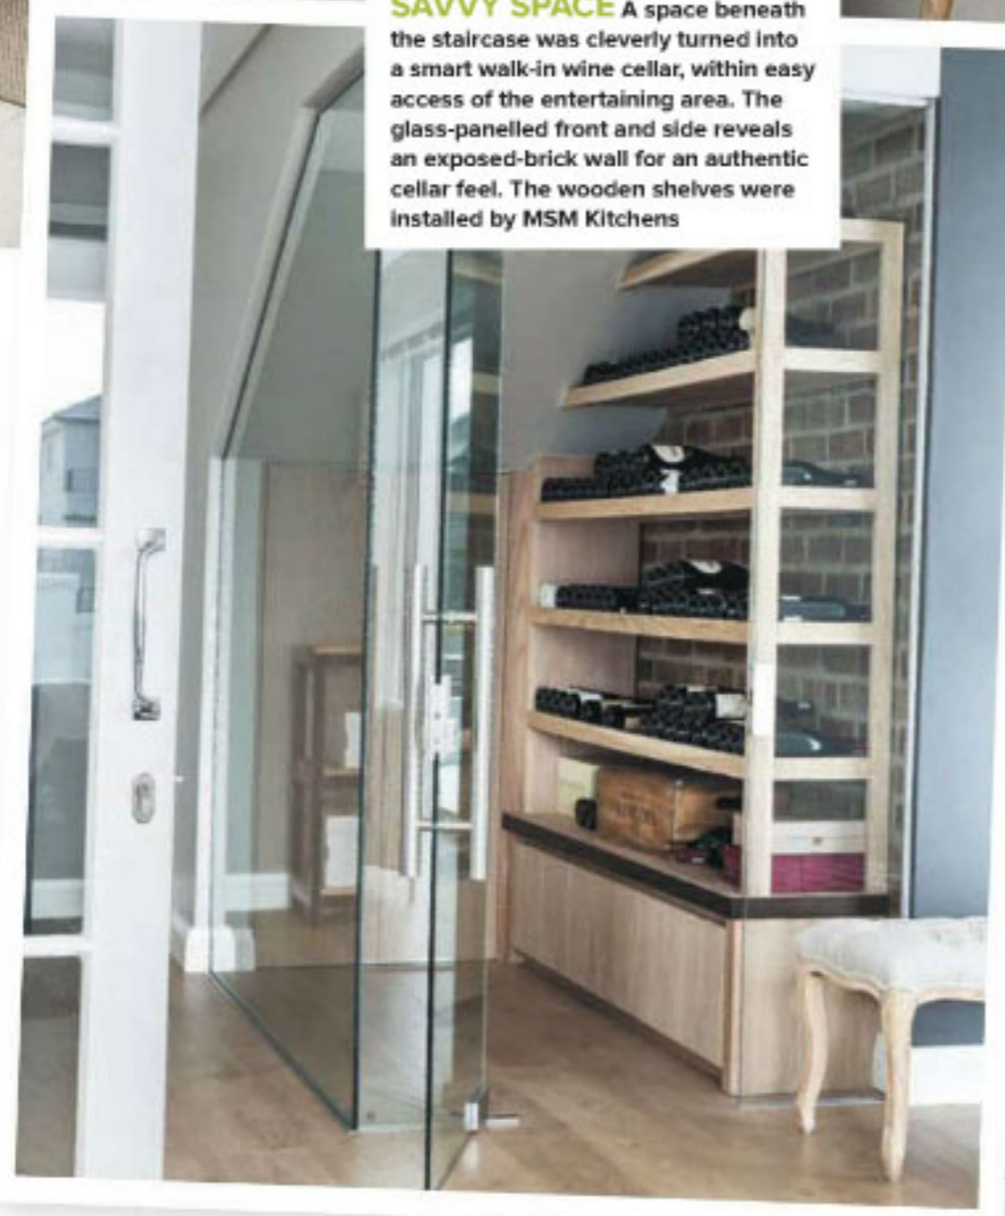 SAVVY SPACE A space beneath
the staircase was cleverly turned into
a smart walk-in wine cellar, within easy
access of the entertaining area. The
glass-panelled front and side reveals
an exposed-brick wall for an authentic
cellar feel. The wooden shelves were
installed by MSM Kitchens